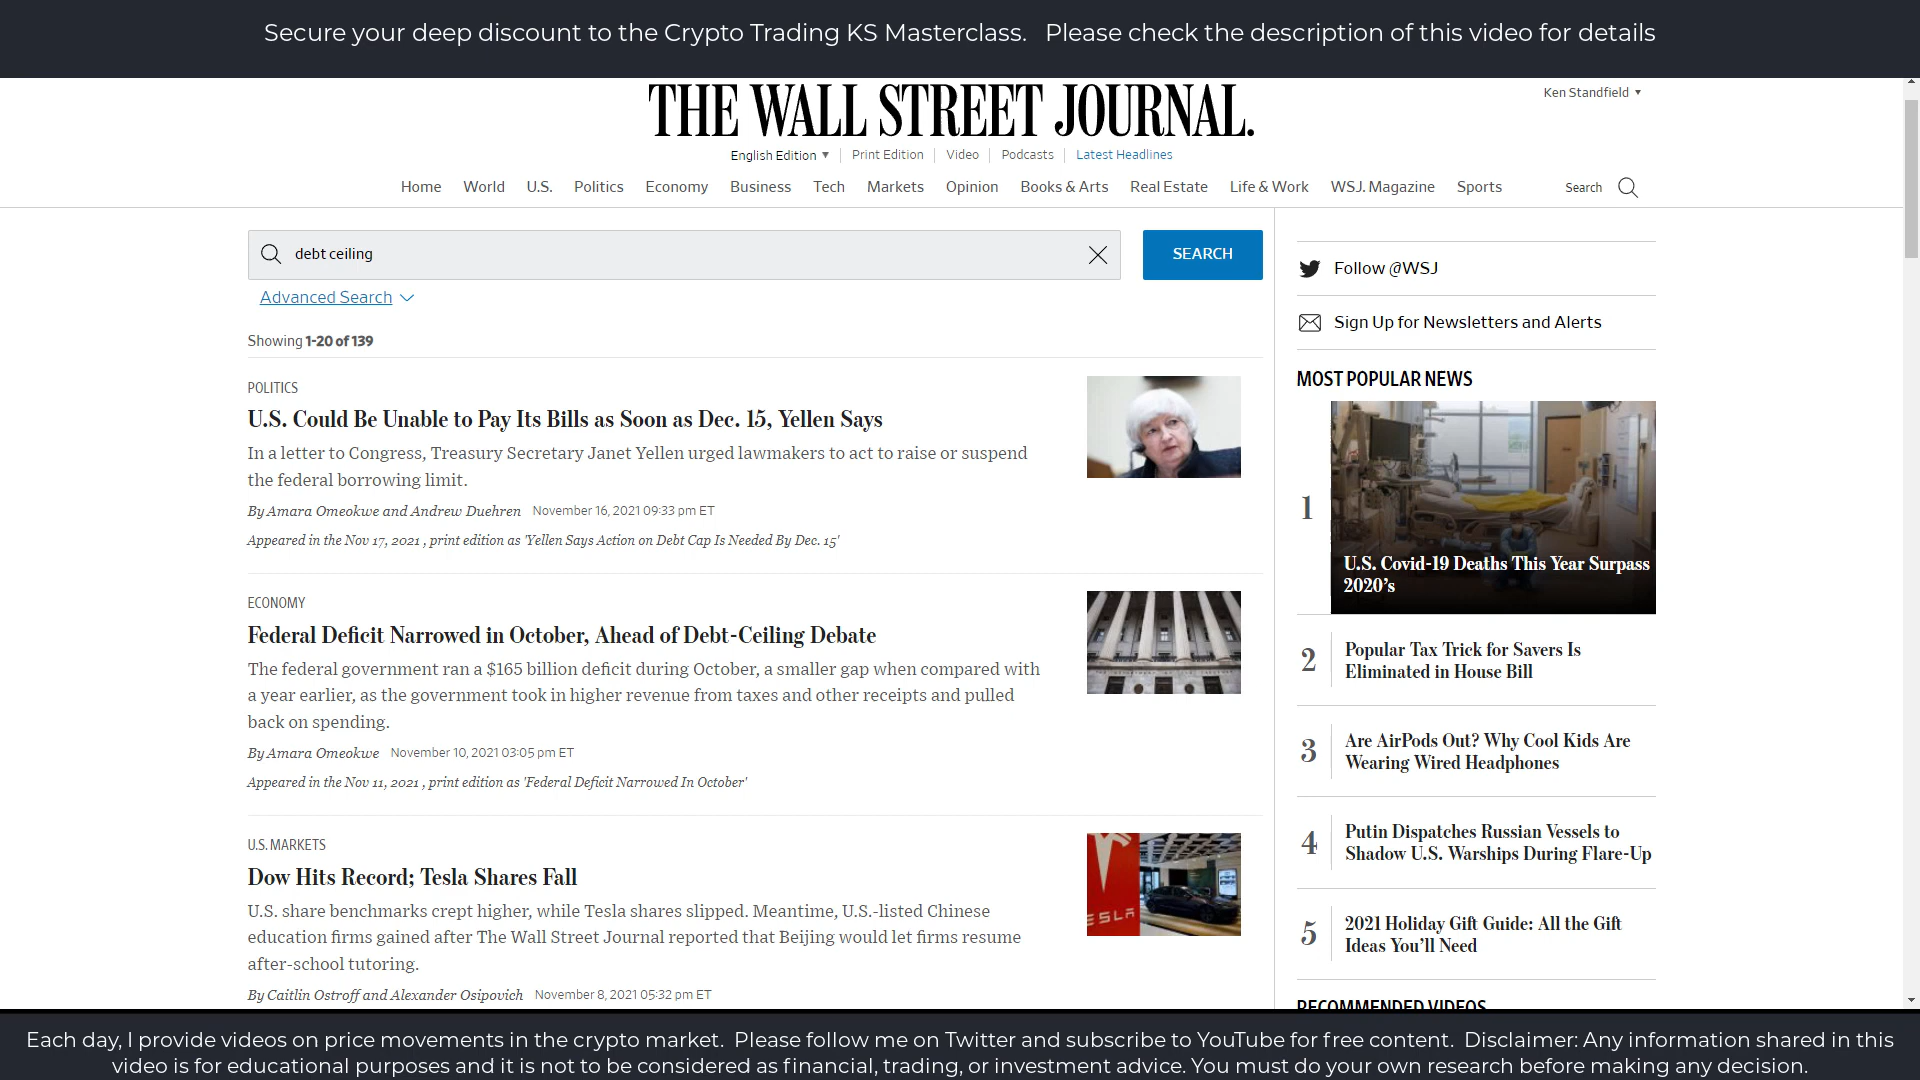 Secure your deep discount to the Crypto Trading KS Masterclass. Please check the description of this video for details
THE WALL STREET JOURNAL.
Ken Standfield
English Edition
Print Edition
Video
Podcasts
Latest Headlines
Home
World
U.S.
Politics
Economy
Business
Tech
Markets
Opinion
Books & Arts
Real Estate
Life & Work
WSJ. Magazine
Sports
Search
debt ceiling
SEARCH
Advanced Search
Showing 1-20 of 139
POLITICS
U.S. Could Be Unable to Pay Its Bills as Soon as Dec. 15, Yellen Says
In a letter to Congress, Treasury Secretary Janet Yellen urged lawmakers to act to raise or suspend
the federal borrowing limit.
By Amara Omeokwe and Andrew Duehren November 16, 2021 09:33 pm ET
Appeared in the Nov 17, 2021 , print edition as 'Yellen Says Action on Debt Cap Is Needed By Dec. 15'
ECONOMY
Federal Deficit Narrowed in October, Ahead of Debt-Ceiling Debate
The federal government ran a $165 billion deficit during October, a smaller gap when compared with
a year earlier, as the government took in higher revenue from taxes and other receipts and pulled
back on spending.
By Amara Omeokwe November 10, 2021 03:05 pm ET
Appeared in the Nov 11, 2021 , print edition as 'Federal Deficit Narrowed In October'
U.S. MARKETS
Dow Hits Record; Tesla Shares Fall
U.S. share benchmarks crept higher, while Tesla shares slipped. Meantime, U.S.-listed Chinese
education firms gained after The Wall Street Journal reported that Beijing would let firms resume
after-school tutoring.
By Caitlin Ostroff and Alexander Osipovich November 8, 2021 05:32 pm ET
ESLA
Follow @WSJ
Sign Up for Newsletters and Alerts
MOST POPULAR NEWS
1
U.S. Covid-19 Deaths This Year Surpass
2020's
2
Popular Tax Trick for Savers Is
Eliminated in House Bill
3
Are AirPods Out? Why Cool Kids Are
Wearing Wired Headphones
4
Putin Dispatches Russian Vessels to
Shadow U.S. Warships During Flare-Up
5
2021 Holiday Gift Guide: All the Gift
Ideas You'll Need
RECOMMENDED VIDEOS
Each day, I provide videos on price movements in the crypto market. Please follow me on Twitter and subscribe to YouTube for free content. Disclaimer: Any information shared in this
video is for educational purposes and it is not to be considered as financial, trading, or investment advice. You must do your own research before making any decision.